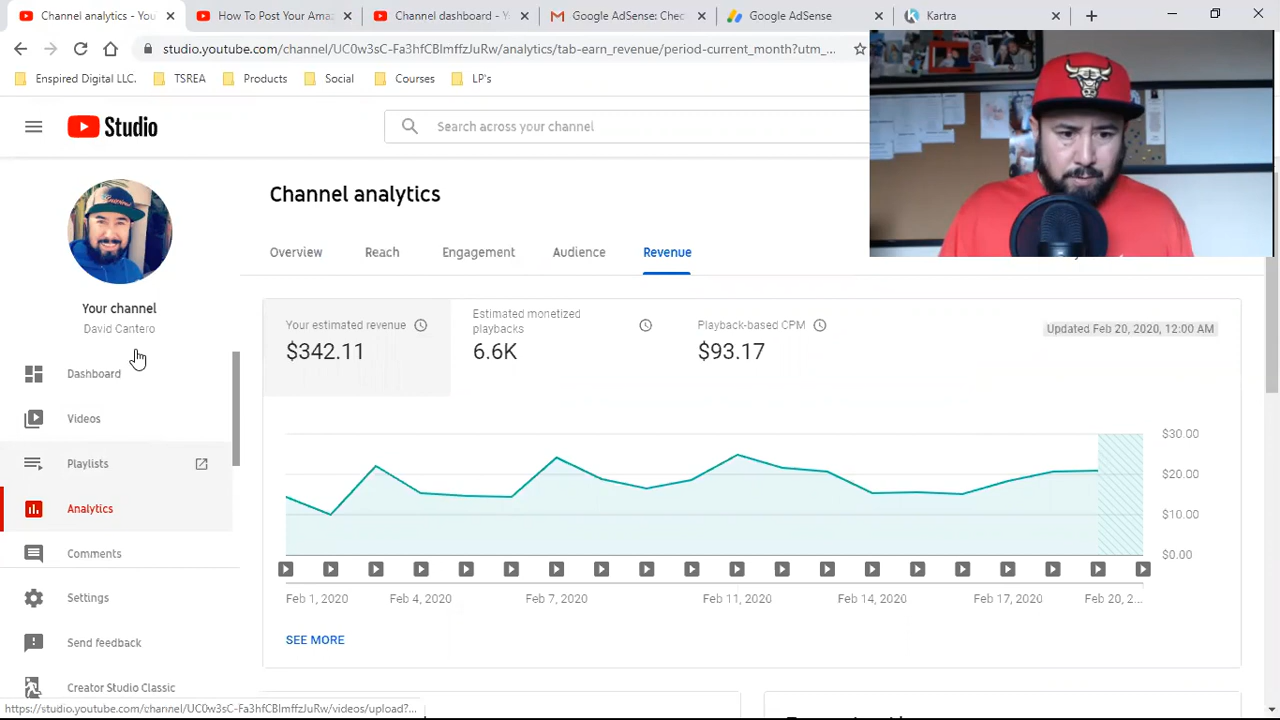 Channel analytics - YouTube
How To Post Your Ama
Channel dashboard - Y
Google AdSense: Chec
Google AdSense
Kartra
studio.youtube.com/channel/UC0w3sC-Fa3hfCBlmffzJuRw/analytics/tab-earn_revenue/period-current_month?utm_...
Enspired Digital LLC.
TSREA
Products
Social
Courses
LP's
Studio
Search across your channel
Your channel
David Cantero
Dashboard
Videos
Playlists
Analytics
Comments
Settings
Send feedback
Creator Studio Classic
Channel analytics
Overview
Reach
Engagement
Audience
Revenue
Your estimated revenue
$342.11
Estimated monetized
playbacks
6.6K
Playback-based CPM
$93.17
Updated Feb 20, 2020, 12:00 AM
$30.00
$20.00
$10.00
$0.00
Feb 1, 2020
Feb 4, 2020
Feb 7, 2020
Feb 11, 2020
Feb 14, 2020
Feb 17, 2020
Feb 20, 2...
SEE MORE
https://studio.youtube.com/channel/UC0w3sC-Fa3hfCBlmffzJuRw/videos/upload?...